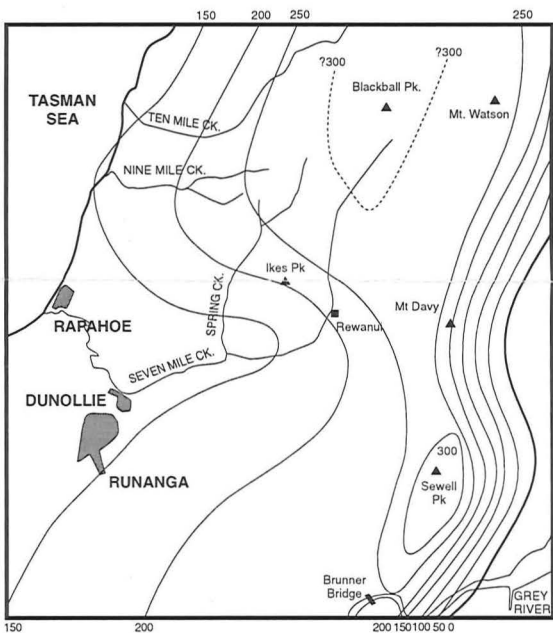 150 200 250 250
?300
?300
Blackball Pk.
Mt. Watson
TASMAN
SEA
TEN MILE CK.
NINE MILE CK.
Ikes Pk
SPRING CK.
Rewanui
Mt Davy
RAPAHOE
SEVEN MILE CK.
DUNOLLIE
RUNANGA
300
Sewell
Pk
Brunner
Bridge
GREY
RIVER
150 200 200 150 100 50 0